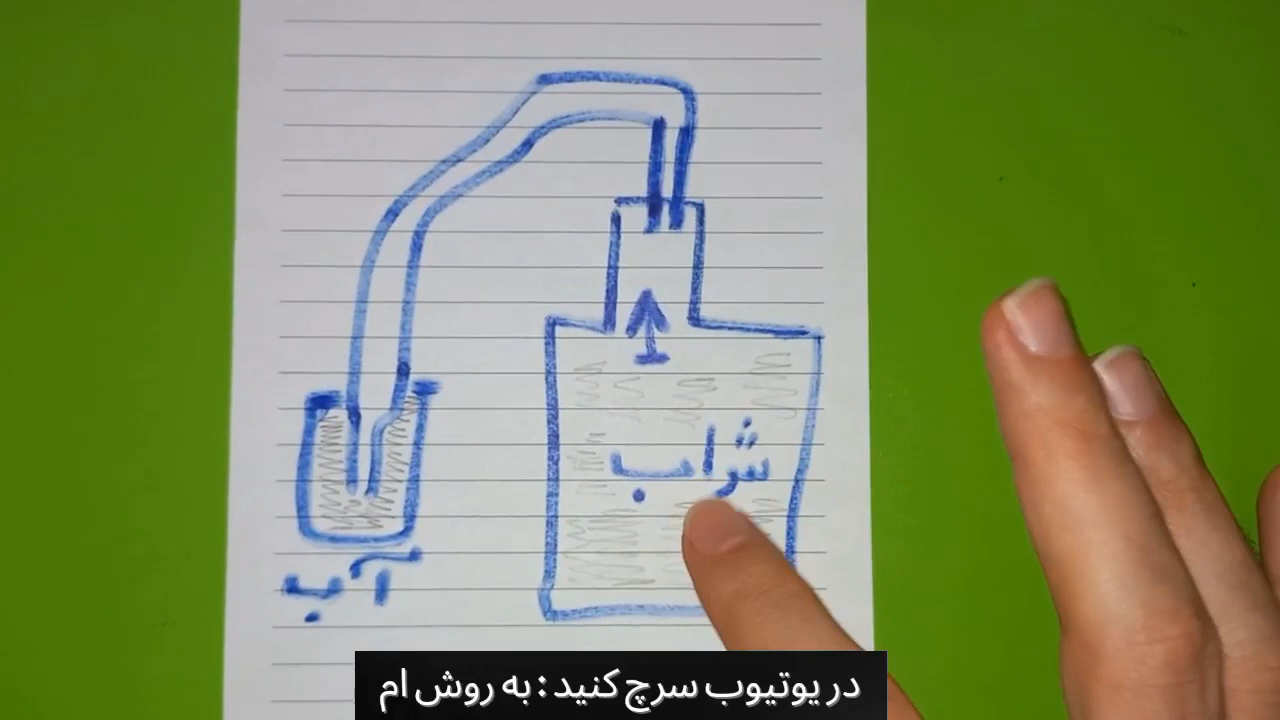 شراب
آب
در یوتیوب سرچ کنید : به روش ام